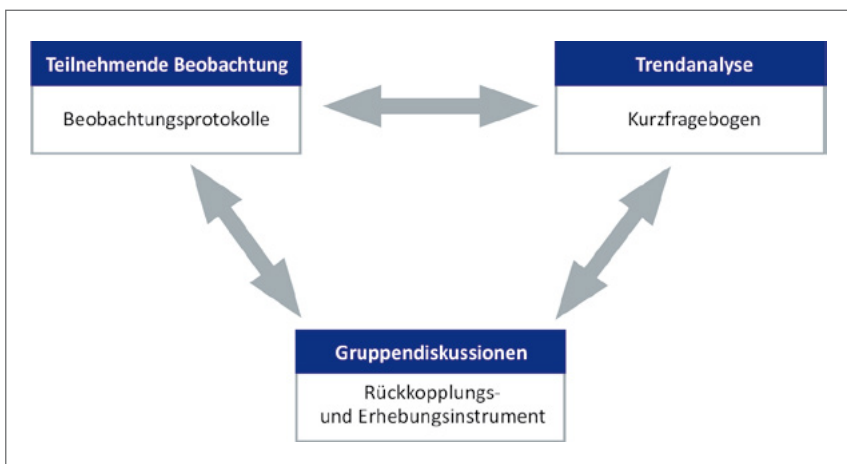 Teilnehmende Beobachtung
Beobachtungsprotokolle
Trendanalyse
Kurzfragebogen
Gruppendiskussionen
Rückkopplungs-
und Erhebungsinstrument